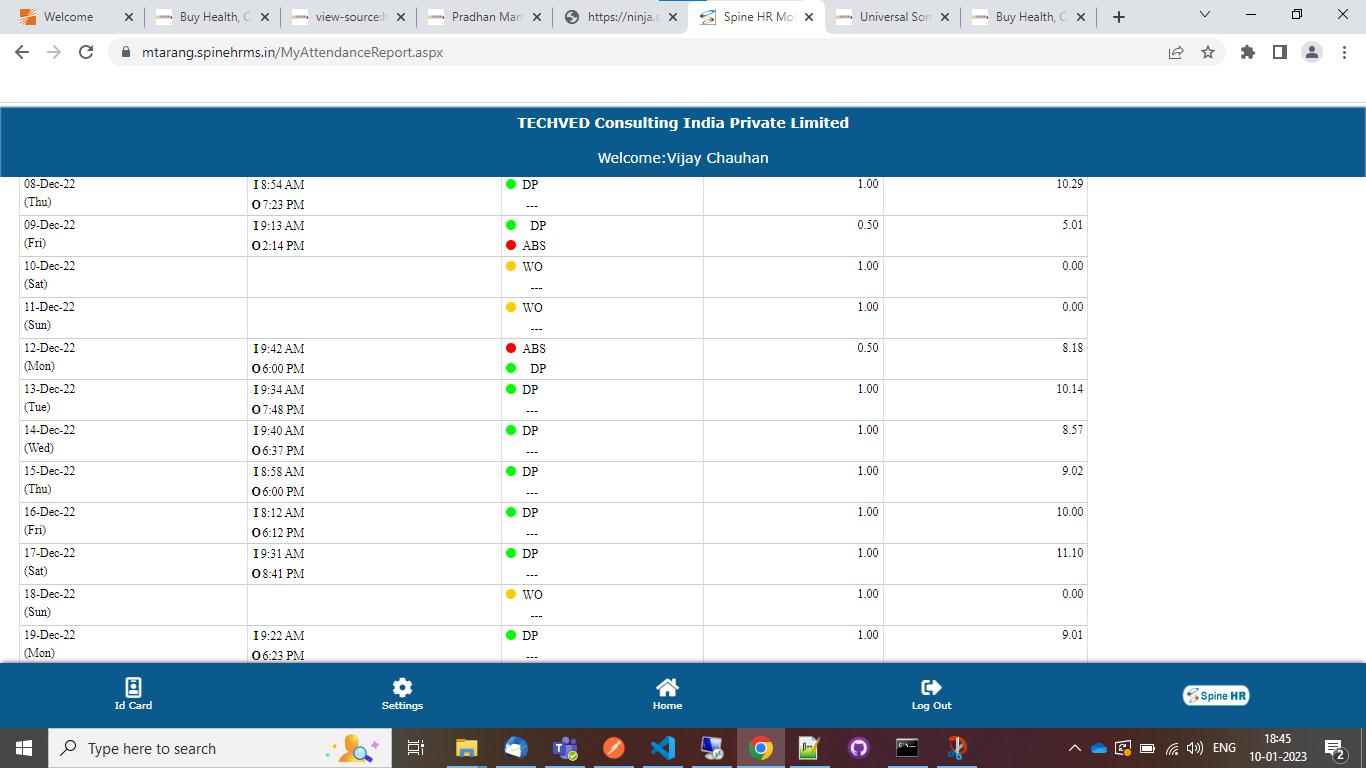 Welcome
Buy Health, C
view-source:h
Pradhan Man
https://ninja.s
Spine HR Mo
Universal Som
Buy Health, C
mtarang.spinehrms.in/MyAttendanceReport.aspx
TECHVED Consulting India Private Limited
Welcome:Vijay Chauhan
08-Dec-22 I 8:54 AM DP 1.00 10.29
(Thu) O 7:23 PM ---
09-Dec-22 I 9:13 AM DP 0.50 5.01
(Fri) O 2:14 PM ABS
10-Dec-22 WO 1.00 0.00
(Sat) ---
11-Dec-22 WO 1.00 0.00
(Sun) ---
12-Dec-22 I 9:42 AM ABS 0.50 8.18
(Mon) O 6:00 PM DP
13-Dec-22 I 9:34 AM DP 1.00 10.14
(Tue) O 7:48 PM ---
14-Dec-22 I 9:40 AM DP 1.00 8.57
(Wed) O 6:37 PM ---
15-Dec-22 I 8:58 AM DP 1.00 9.02
(Thu) O 6:00 PM ---
16-Dec-22 I 8:12 AM DP 1.00 10.00
(Fri) O 6:12 PM ---
17-Dec-22 I 9:31 AM DP 1.00 11.10
(Sat) O 8:41 PM ---
18-Dec-22 WO 1.00 0.00
(Sun) ---
19-Dec-22 I 9:22 AM DP 1.00 9.01
(Mon) O 6:23 PM ---
Id Card
Settings
Home
Log Out
Spine HR
Type here to search
ENG
18:45
10-01-2023
2